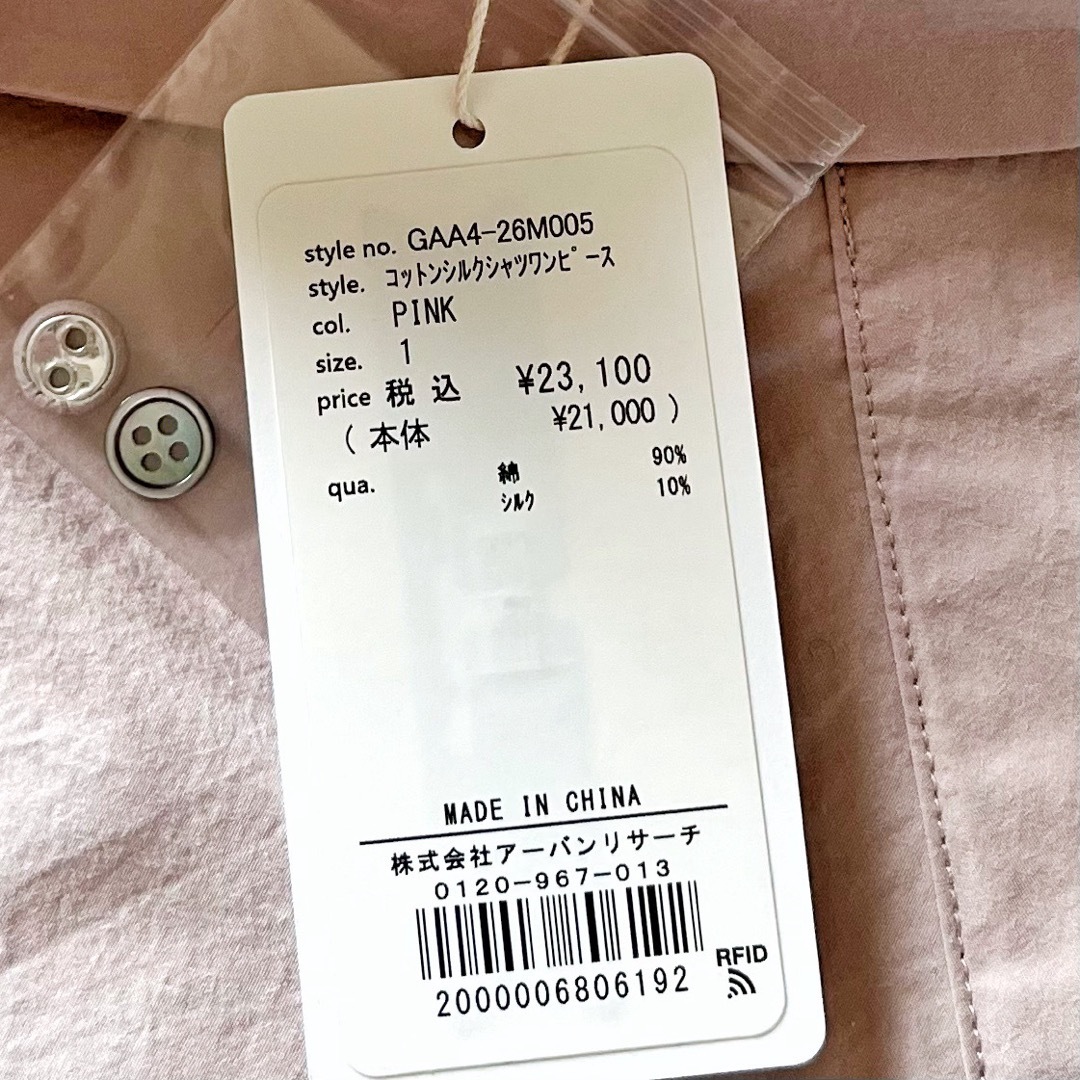 style no. GAA4-26M005
style. ｺｯﾄﾝｼﾙｸｼｬﾂﾜﾝﾋﾟｰｽ
col. PINK
size. 1
price 税 込 ¥23,100
( 本体 ¥21,000 )
qua. 綿 90%
ｼﾙｸ 10%
MADE IN CHINA
株式会社アーバンリサーチ
0120-967-013
2000006806192
RFID